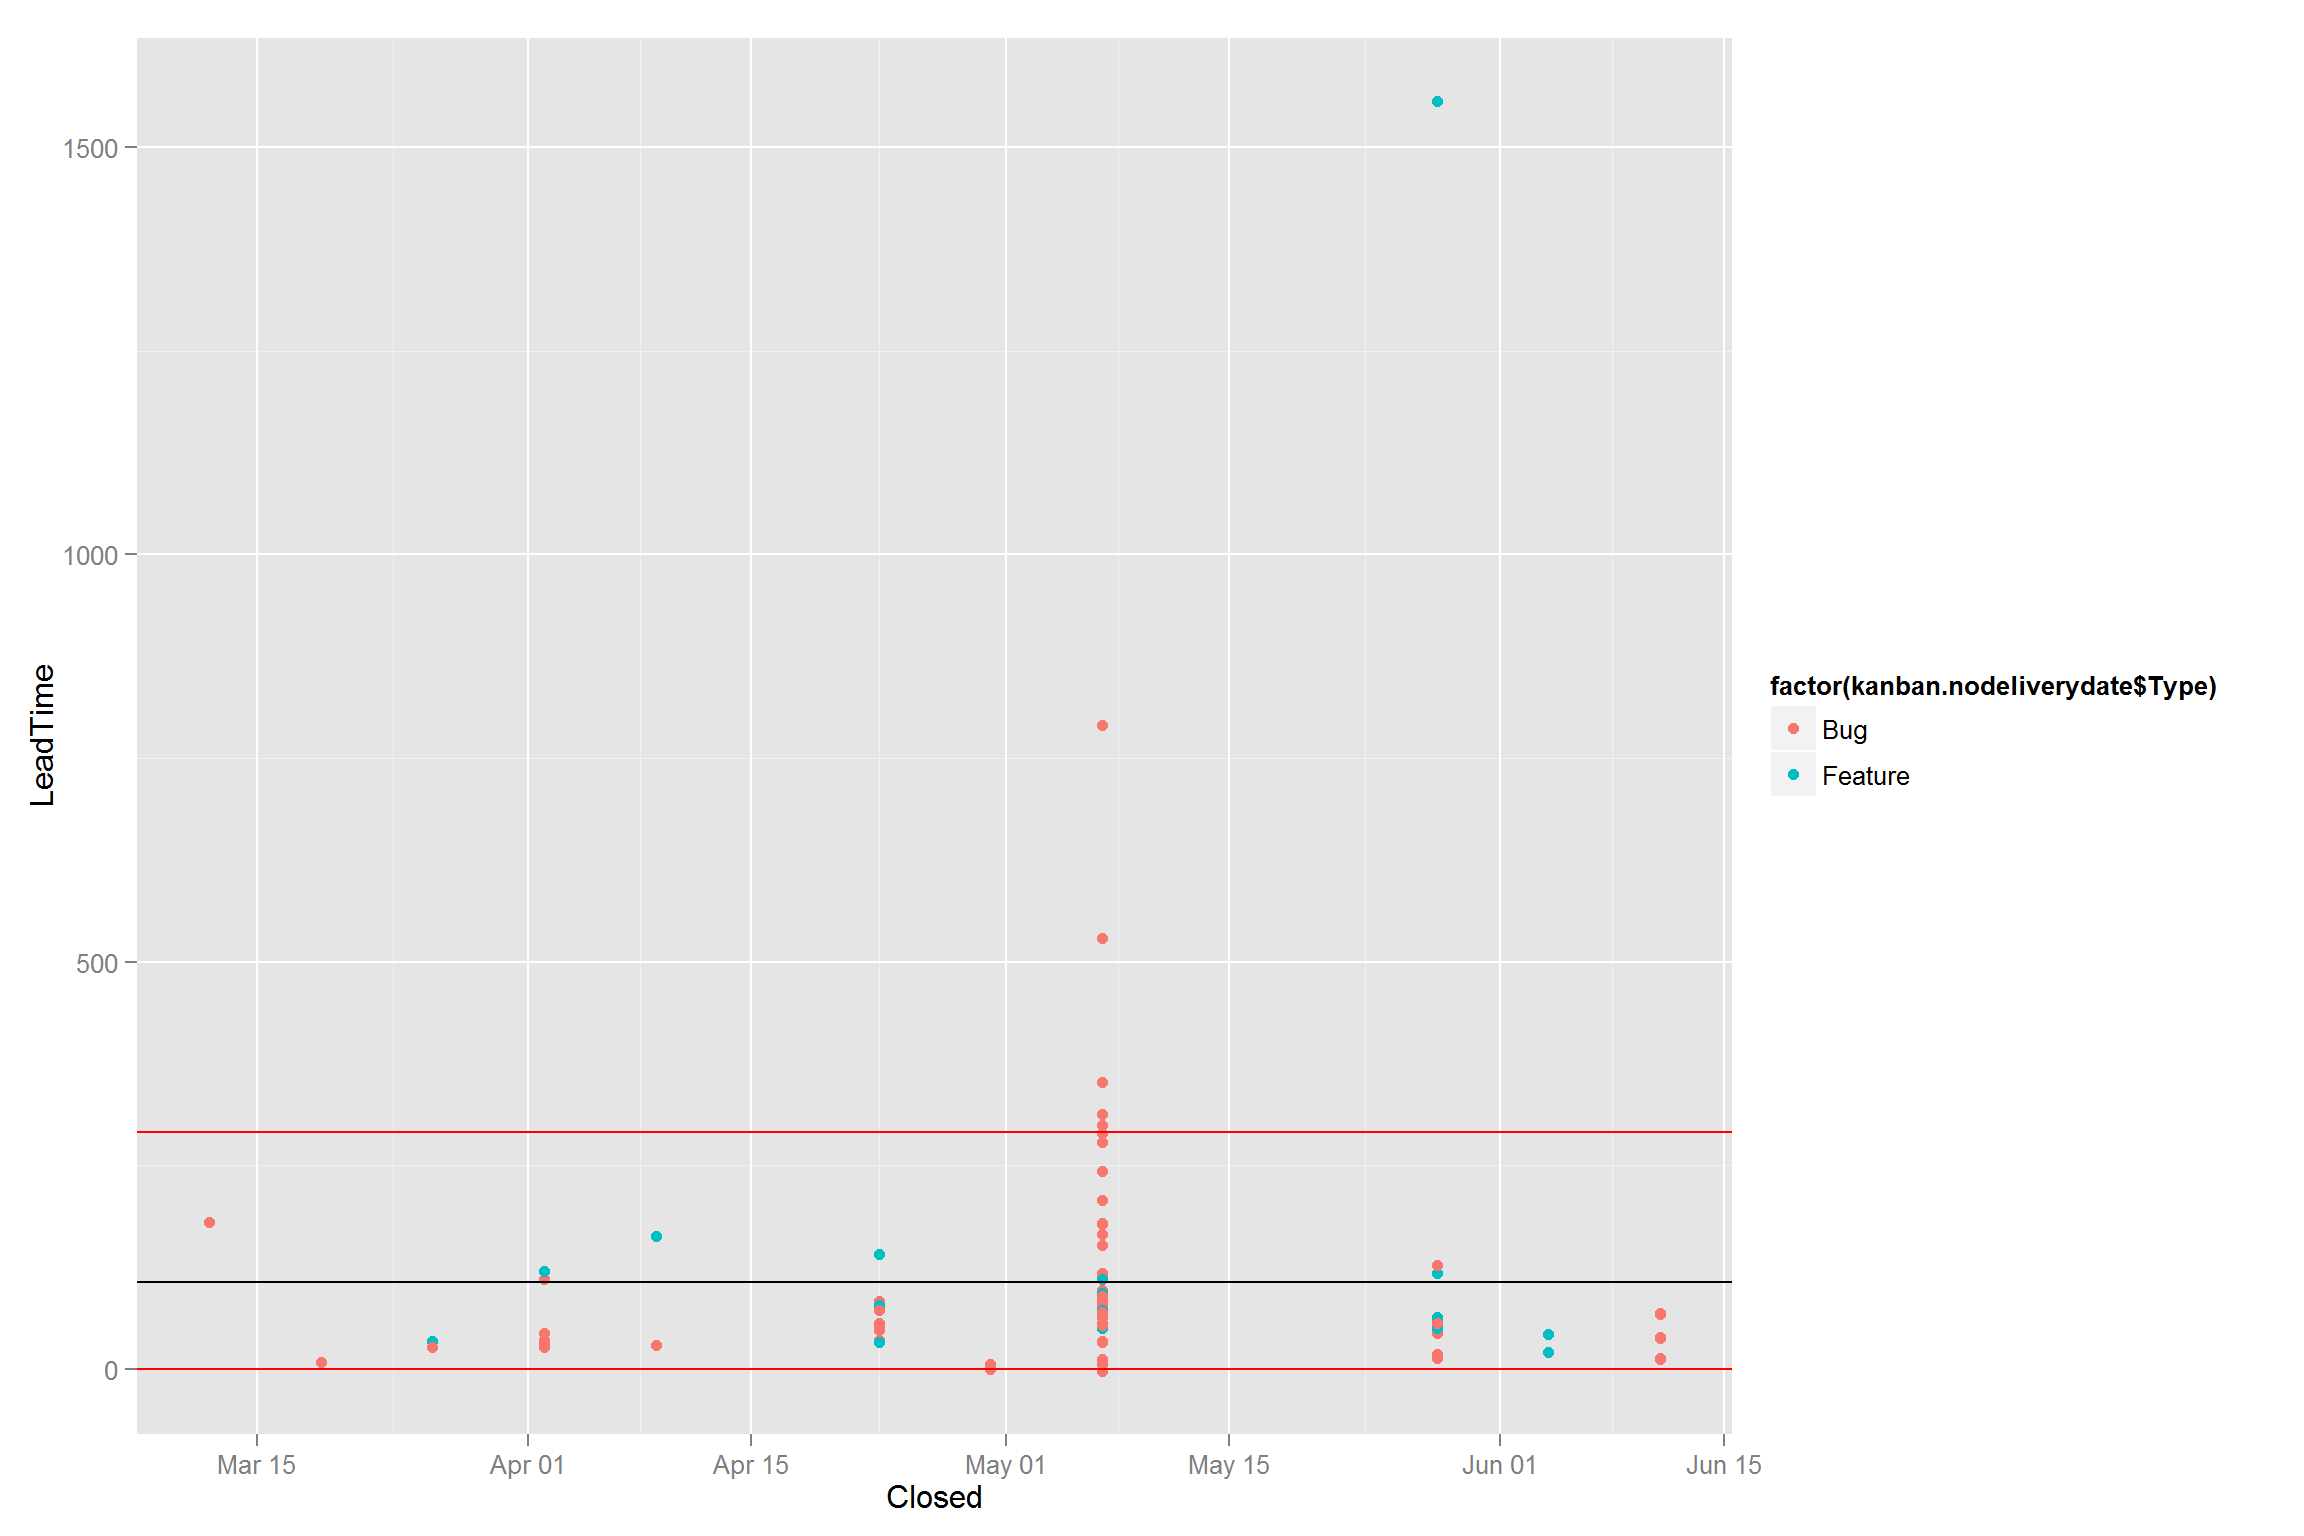 1500
1000
500
0
LeadTime
Mar 15
Apr 01
Apr 15
May 01
May 15
Jun 01
Jun 15
Closed
factor(kanban.nodeliverydate$Type)
Bug
Feature